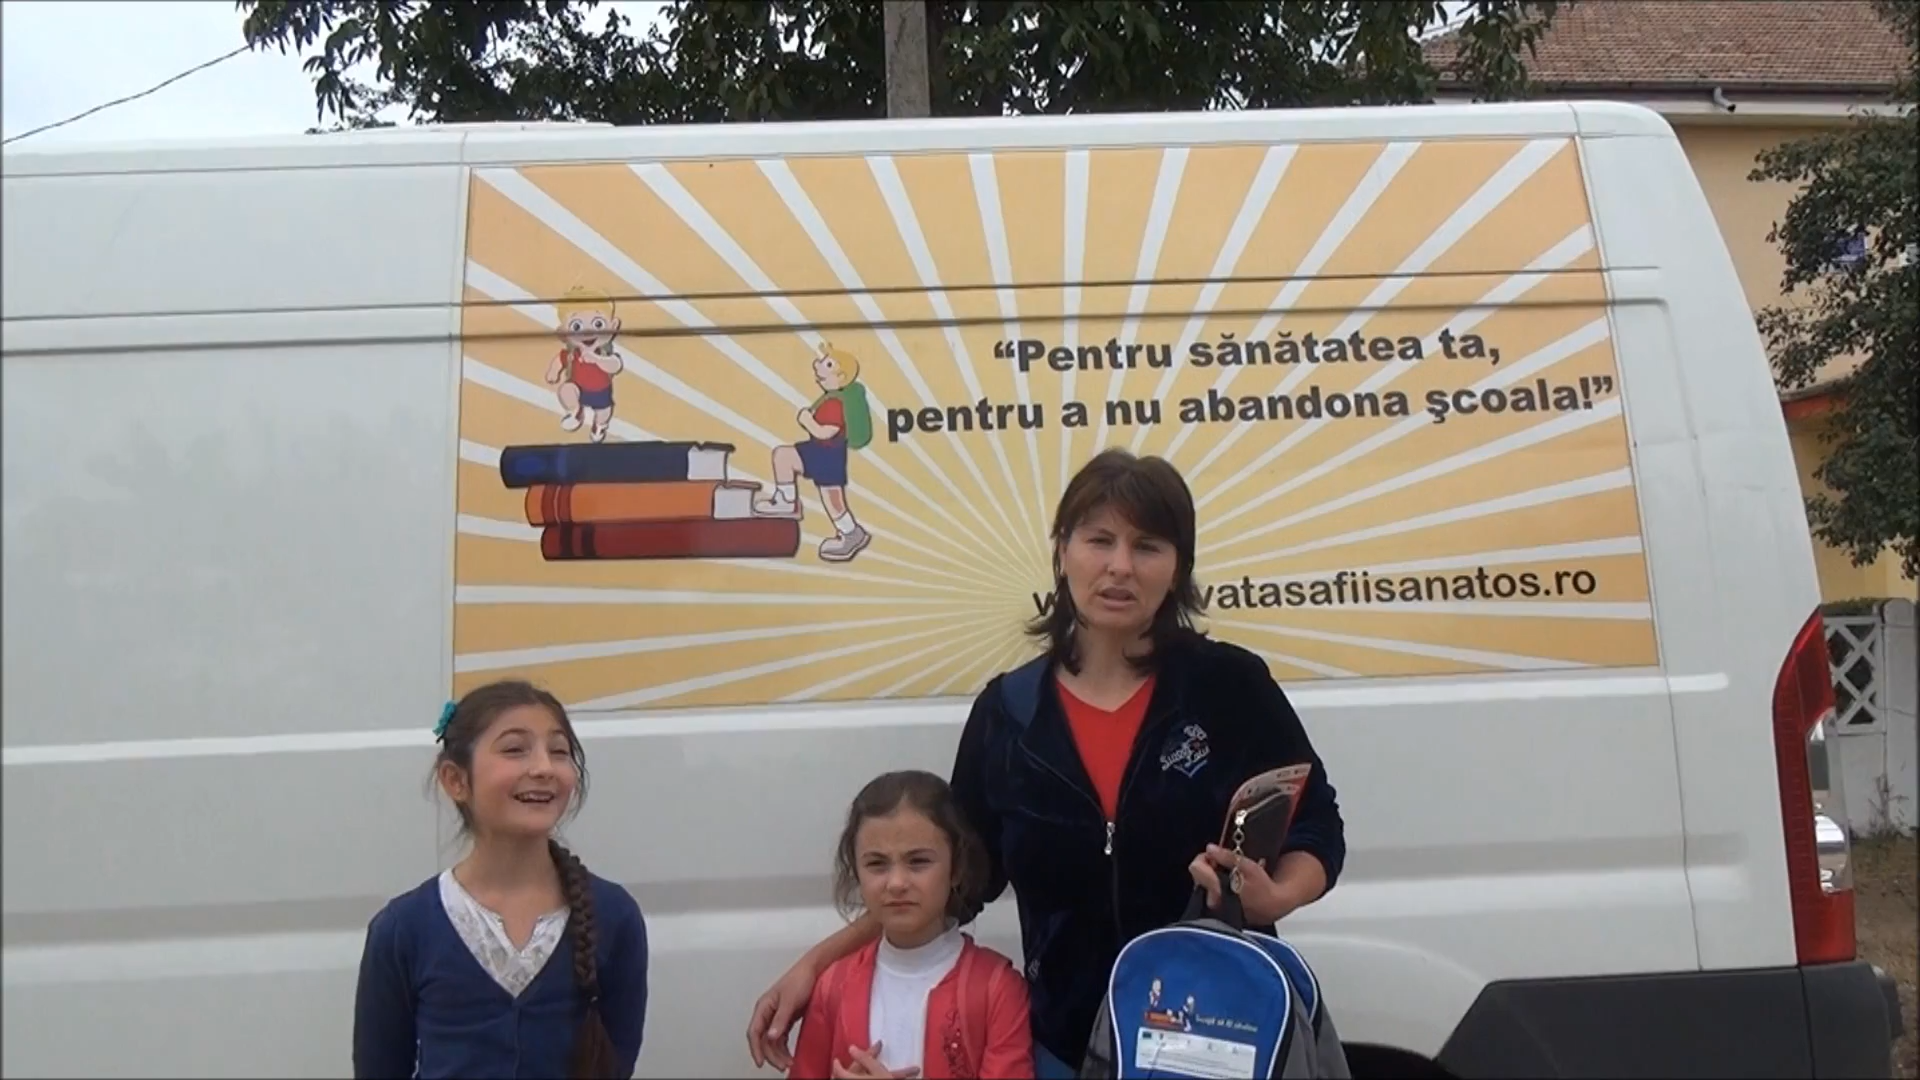 “Pentru sănătatea ta,
pentru a nu abandona şcoala!”
vatasafiisanatos.ro